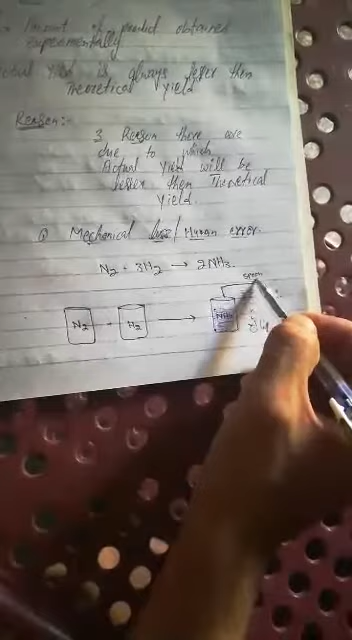 Amount of product obtained
experimentally
Actual yield is always lesser then
Theoretical yield
Reason:-
3 Reason there are
due to which
Actual yield will be
lesser then Theoretical
yield.
① Mechanical loss / Human error.
N2 + 3H2 → 2NH3.
N2 + H2 → NH3